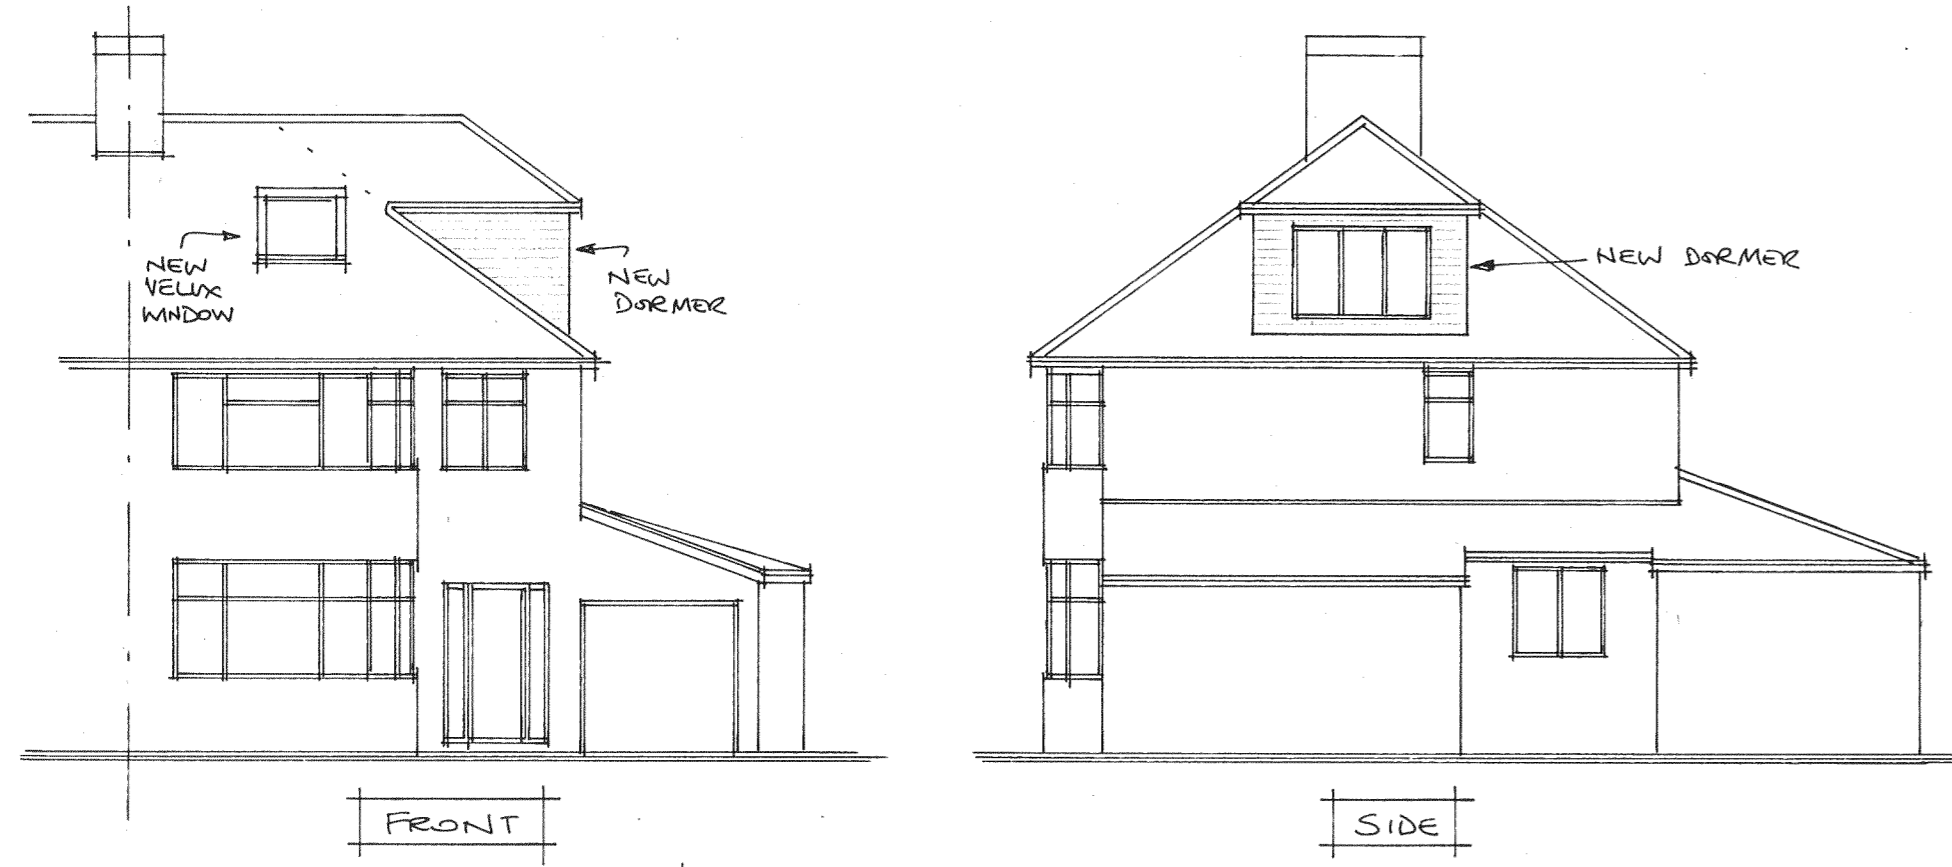 NEW
VELUX
WINDOW
NEW
DORMER
FRONT
NEW DORMER
SIDE